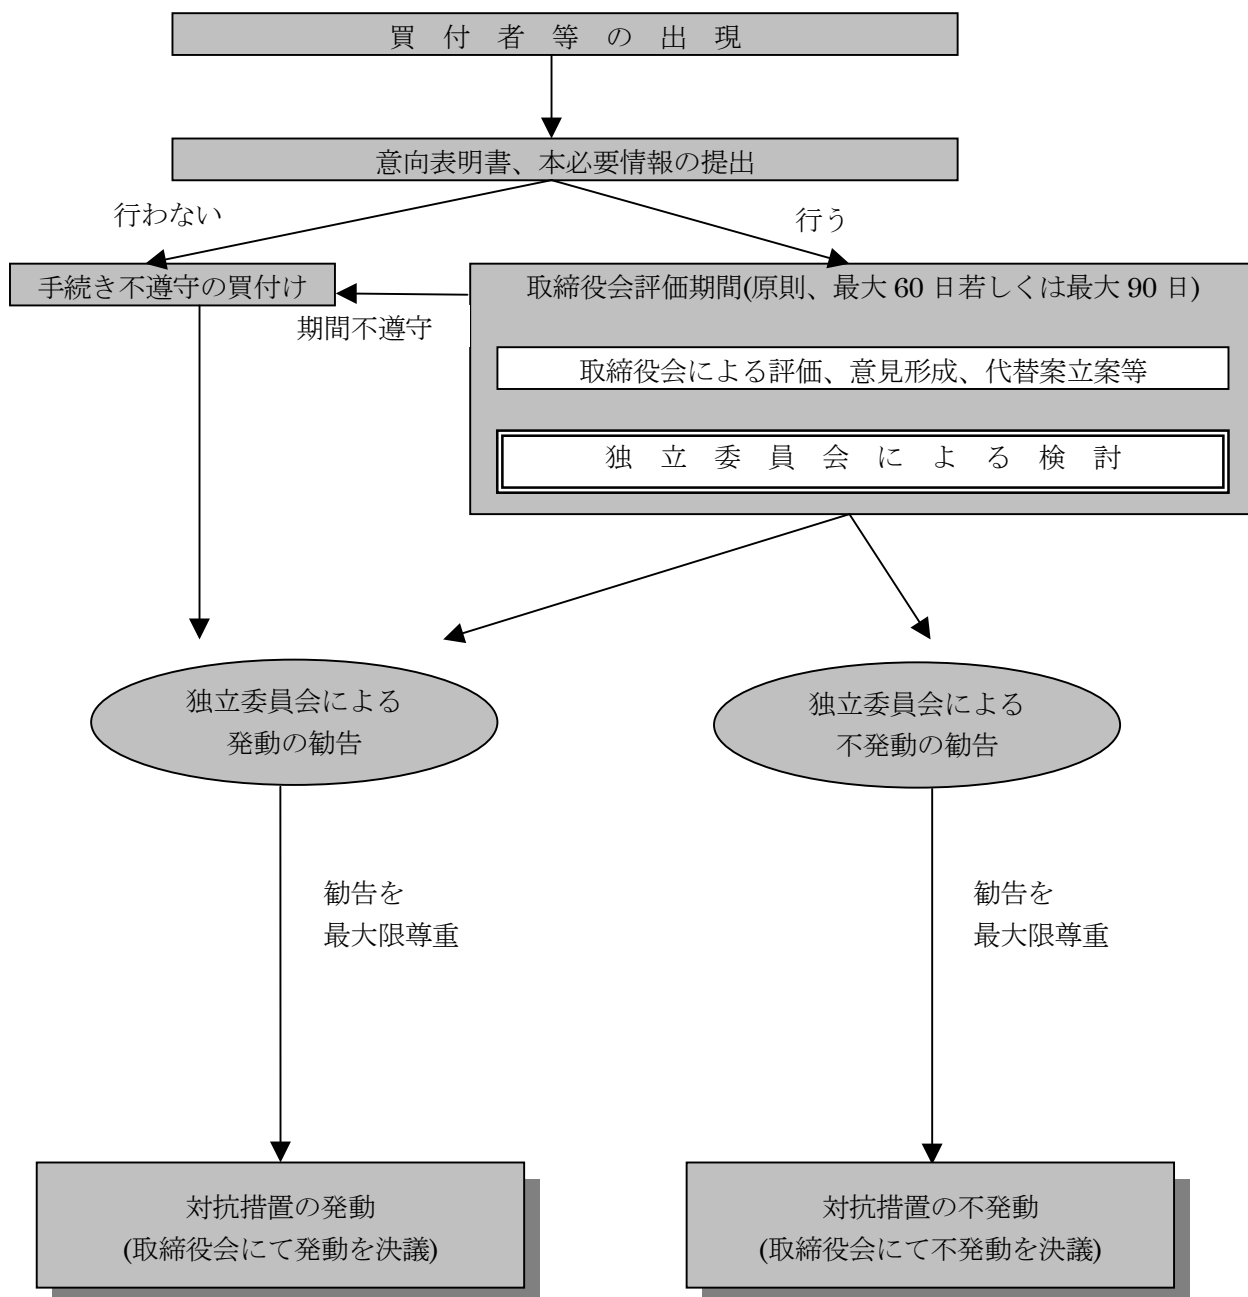 買付者等の出現
意向表明書、本必要情報の提出
行わない
行う
手続き不遵守の買付け
取締役会評価期間(原則、最大 60 日若しくは最大 90 日)
期間不遵守
取締役会による評価、意見形成、代替案立案等
独立委員会による検討
独立委員会による
発動の勧告
独立委員会による
不発動の勧告
勧告を
最大限尊重
勧告を
最大限尊重
対抗措置の発動
(取締役会にて発動を決議)
対抗措置の不発動
(取締役会にて不発動を決議)